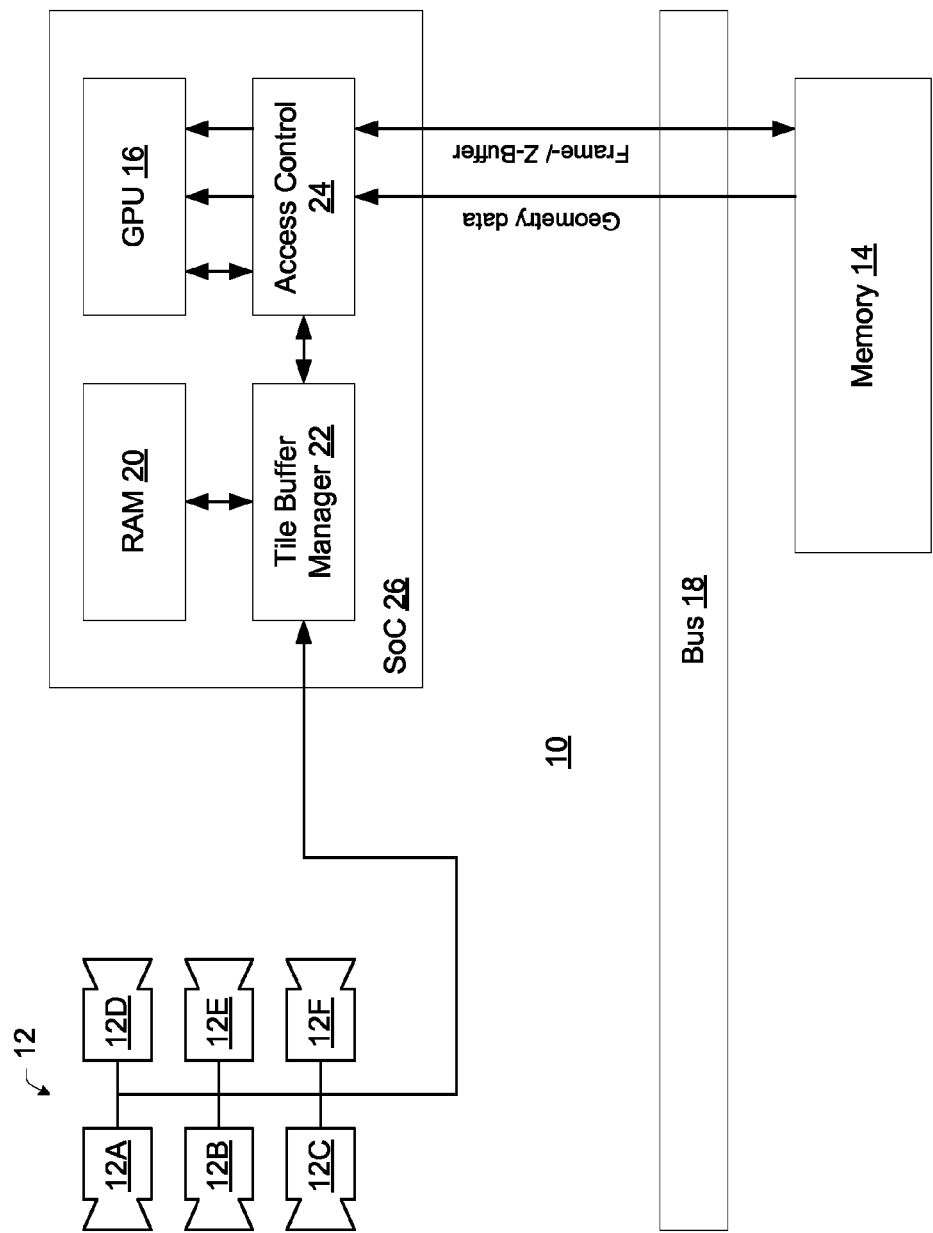 12
12A
12D
12B
12E
12C
12F
RAM 20
GPU 16
Tile Buffer
Manager 22
Access Control
24
SoC 26
Geometry data
Frame-/ Z-Buffer
10
Bus 18
Memory 14